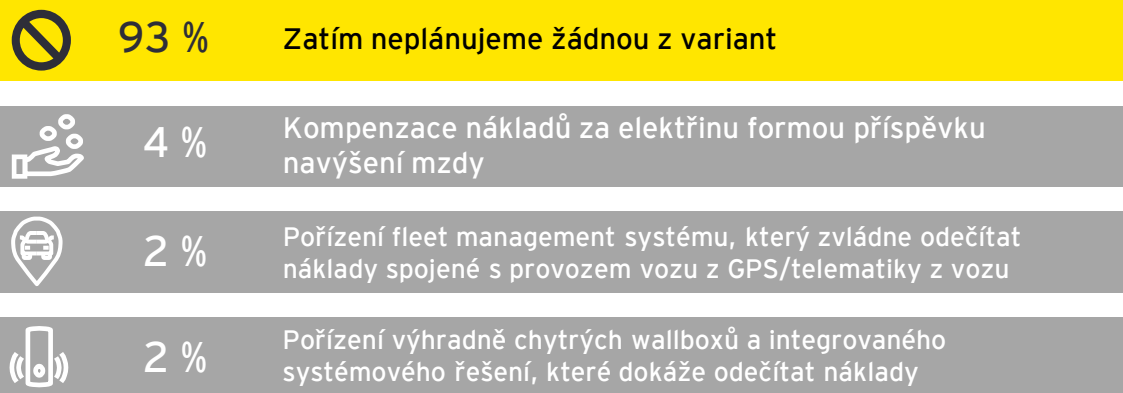 93 % Zatím neplánujeme žádnou z variant
4 % Kompenzace nákladů za elektřinu formou příspěvku
navýšení mzdy
2 % Pořízení fleet management systému, který zvládne odečítat
náklady spojené s provozem vozu z GPS/telematiky z vozu
2 % Pořízení výhradně chytrých wallboxů a integrovaného
systémového řešení, které dokáže odečítat náklady